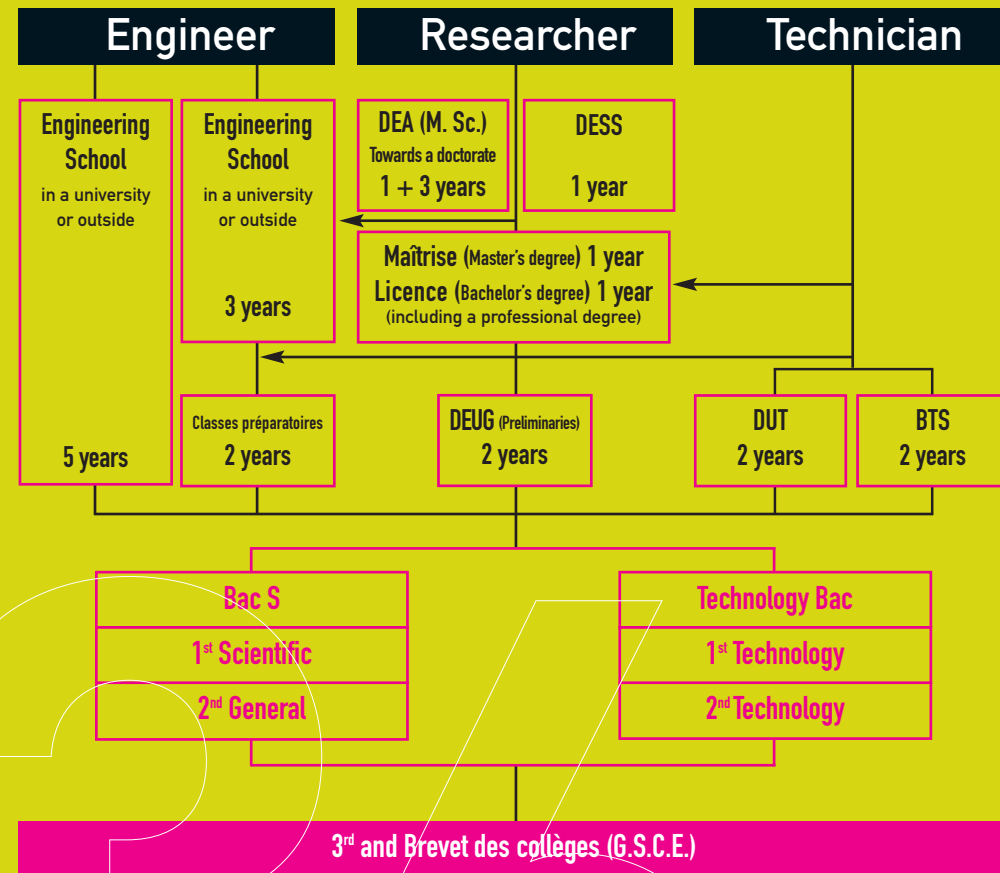 Engineer
Researcher
Technician
Engineering
School
in a university
or outside
5 years
Engineering
School
in a university
or outside
3 years
DEA (M. Sc.)
Towards a doctorate
1 + 3 years
DESS
1 year
Maîtrise (Master's degree) 1 year
Licence (Bachelor's degree) 1 year
(including a professional degree)
Classes préparatoires
2 years
DEUG (Preliminaries)
2 years
DUT
2 years
BTS
2 years
Bac S
1st Scientific
2nd General
Technology Bac
1st Technology
2nd Technology
3rd and Brevet des collèges (G.S.C.E.)